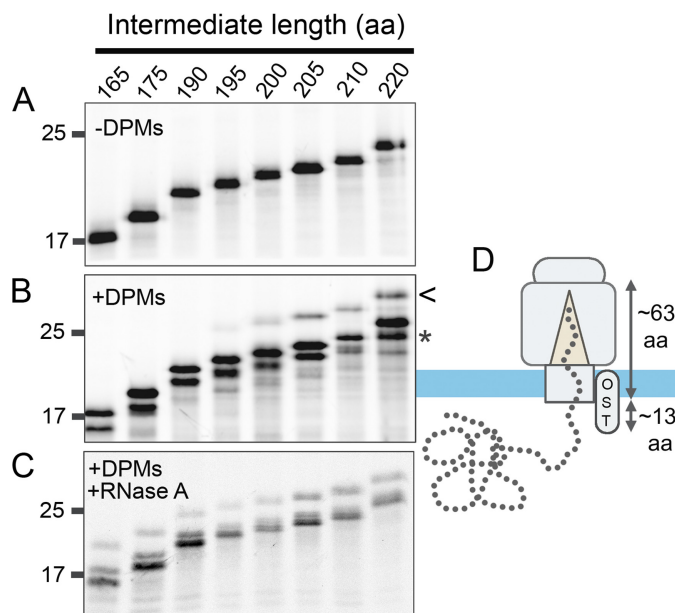 Intermediate length (aa)
165 175 190 195 200 205 210 220
A
-DPMs
25
17
B
+DPMs
25
17
<
*
C
+DPMs
+RNase A
25
17
D
~63
aa
O
S
T
~13
aa